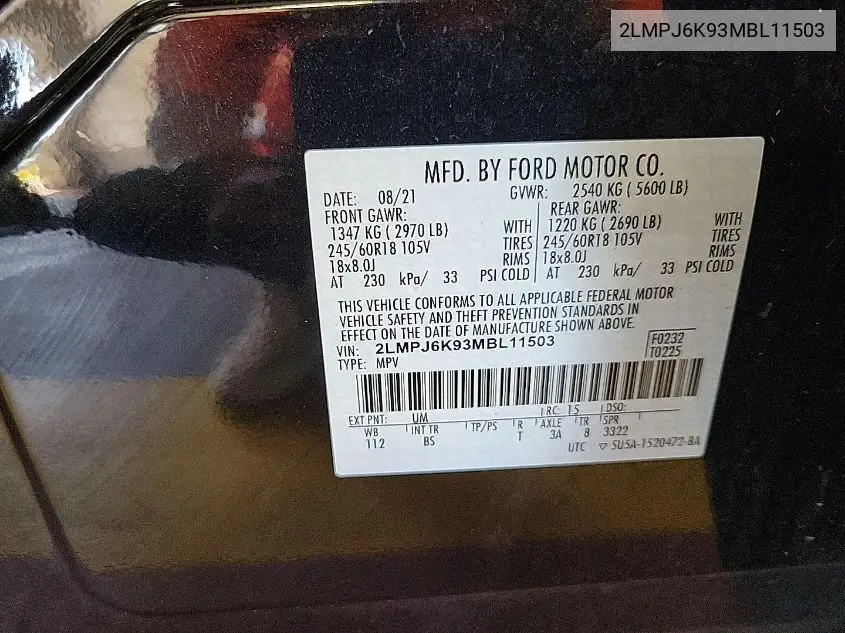 2LMPJ6K93MBL11503
MFD. BY FORD MOTOR CO.
DATE: 08/21 GVWR: 2540 KG ( 5600 LB)
FRONT GAWR: REAR GAWR:
1347 KG ( 2970 LB) WITH 1220 KG ( 2690 LB) WITH
245/60R18 105V TIRES 245/60R18 105V TIRES
18x8.0J RIMS 18x8.0J RIMS
AT 230 kPa/ 33 PSI COLD AT 230 kPa/ 33 PSI COLD
THIS VEHICLE CONFORMS TO ALL APPLICABLE FEDERAL MOTOR
VEHICLE SAFETY AND THEFT PREVENTION STANDARDS IN
EFFECT ON THE DATE OF MANUFACTURE SHOWN ABOVE.
VIN: 2LMPJ6K93MBL11503 F0232
TYPE: MPV T0225
EXT PNT: UM RC: 15 DSO:
WB INT TR TP/PS R AXLE TR SPR
112 BS T 3A 8 3322
UTC ▽ 5U5A-1520472-BA